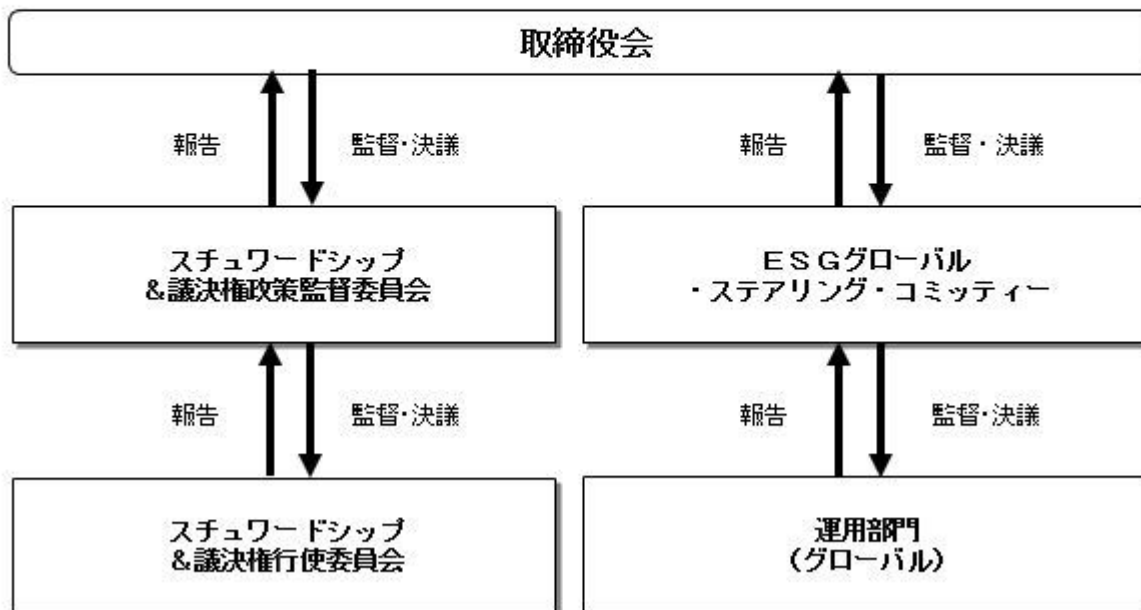 取締役会
報告
監督・決議
報告
監督・決議
スチュワードシップ
&議決権政策監督委員会
ESGグローバル
・ステアリング・コミッティー
報告
監督・決議
報告
監督・決議
スチュワードシップ
&議決権行使委員会
運用部門
(グローバル)